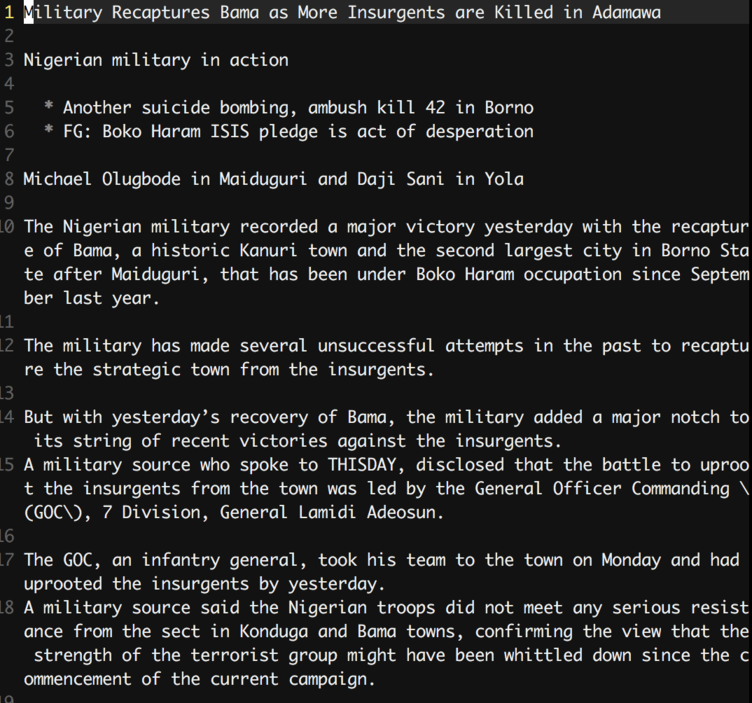 1 Military Recaptures Bama as More Insurgents are Killed in Adamawa
2
3 Nigerian military in action
4
5 * Another suicide bombing, ambush kill 42 in Borno
6 * FG: Boko Haram ISIS pledge is act of desperation
7
8 Michael Olugbode in Maiduguri and Daji Sani in Yola
9
10 The Nigerian military recorded a major victory yesterday with the recaptur
e of Bama, a historic Kanuri town and the second largest city in Borno Sta
te after Maiduguri, that has been under Boko Haram occupation since Septem
ber last year.
11
12 The military has made several unsuccessful attempts in the past to recaptu
re the strategic town from the insurgents.
13
14 But with yesterday’s recovery of Bama, the military added a major notch to
its string of recent victories against the insurgents.
15 A military source who spoke to THISDAY, disclosed that the battle to uproo
t the insurgents from the town was led by the General Officer Commanding \
(GOC\), 7 Division, General Lamidi Adeosun.
16
17 The GOC, an infantry general, took his team to the town on Monday and had
uprooted the insurgents by yesterday.
18 A military source said the Nigerian troops did not meet any serious resist
ance from the sect in Konduga and Bama towns, confirming the view that the
strength of the terrorist group might have been whittled down since the c
ommencement of the current campaign.
19